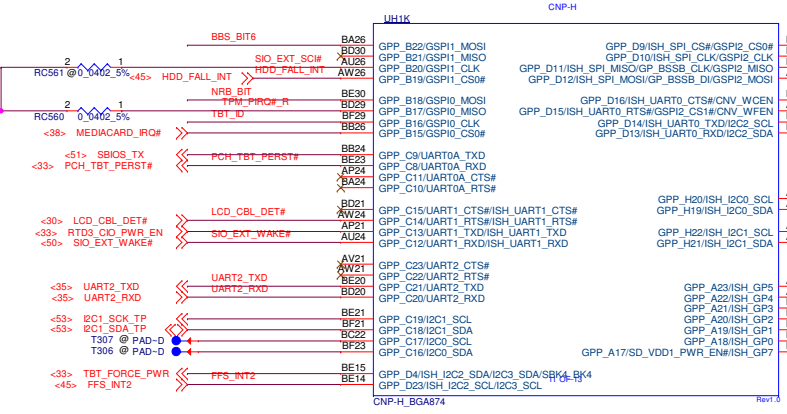 CNP-H
UH1K
BBS_BIT6 BA26 GPP_B22/GSPI1_MOSI GPP_D9/ISH_SPI_CS#/GSPI2_CS0#
BD30 GPP_B21/GSPI1_MISO GPP_D10/ISH_SPI_CLK/GSPI2_CLK
2 1 SIO_EXT_SCI# AU26 GPP_B20/GSPI1_CLK GPP_D11/ISH_SPI_MISO/GP_BSSB_CLK/GSPI2_MISO
RC561 @ 0_0402_5% <45> HDD_FALL_INT HDD_FALL_INT AW26 GPP_B19/GSPI1_CS0# GPP_D12/ISH_SPI_MOSI/GP_BSSB_DI/GSPI2_MOSI
NRB_BIT BE30 GPP_B18/GSPI0_MOSI GPP_D16/ISH_UART0_CTS#/CNV_WCEN
2 1 TPM_PIRQ#_R BD29 GPP_B17/GSPI0_MISO GPP_D15/ISH_UART0_RTS#/GSPI2_CS1#/CNV_WFEN
RC560 0_0402_5% TBT_ID BF29 GPP_B16/GSPI0_CLK GPP_D14/ISH_UART0_TXD/I2C2_SCL
<38> MEDIACARD_IRQ# BB26 GPP_B15/GSPI0_CS0# GPP_D13/ISH_UART0_RXD/I2C2_SDA
<51> SBIOS_TX BB24 GPP_C9/UART0A_TXD
<33> PCH_TBT_PERST# PCH_TBT_PERST# BE23 GPP_C8/UART0A_RXD
AP24 GPP_C11/UART0A_CTS#
BA24 GPP_C10/UART0A_RTS#
GPP_H20/ISH_I2C0_SCL
LCD_CBL_DET# BD21 GPP_C15/UART1_CTS#/ISH_UART1_CTS# GPP_H19/ISH_I2C0_SDA
<30> LCD_CBL_DET# AW24 GPP_C14/UART1_RTS#/ISH_UART1_RTS#
<33> RTD3_CIO_PWR_EN AP21 GPP_C13/UART1_TXD/ISH_UART1_TXD GPP_H22/ISH_I2C1_SCL
<50> SIO_EXT_WAKE# SIO_EXT_WAKE# AU24 GPP_C12/UART1_RXD/ISH_UART1_RXD GPP_H21/ISH_I2C1_SDA
AV21 GPP_C23/UART2_CTS#
AW21 GPP_C22/UART2_RTS#
<35> UART2_TXD UART2_TXD BE20 GPP_C21/UART2_TXD GPP_A23/ISH_GP5
<35> UART2_RXD UART2_RXD BD20 GPP_C20/UART2_RXD GPP_A22/ISH_GP4
GPP_A21/ISH_GP3
<53> I2C1_SCK_TP BE21 GPP_C19/I2C1_SCL GPP_A20/ISH_GP2
<53> I2C1_SDA_TP BF21 GPP_C18/I2C1_SDA GPP_A19/ISH_GP1
T307 @ PAD~D BC22 GPP_C17/I2C0_SCL GPP_A18/ISH_GP0
T306 @ PAD~D BF23 GPP_C16/I2C0_SDA GPP_A17/SD_VDD1_PWR_EN#/ISH_GP7
<33> TBT_FORCE_PWR BE15 GPP_D4/ISH_I2C2_SDA/I2C3_SDA/SBK4_BK4
<45> FFS_INT2 FFS_INT2 BE14 GPP_D23/ISH_I2C2_SCL/I2C3_SCL 11 OF 13
CNP-H_BGA874 Rev1.0